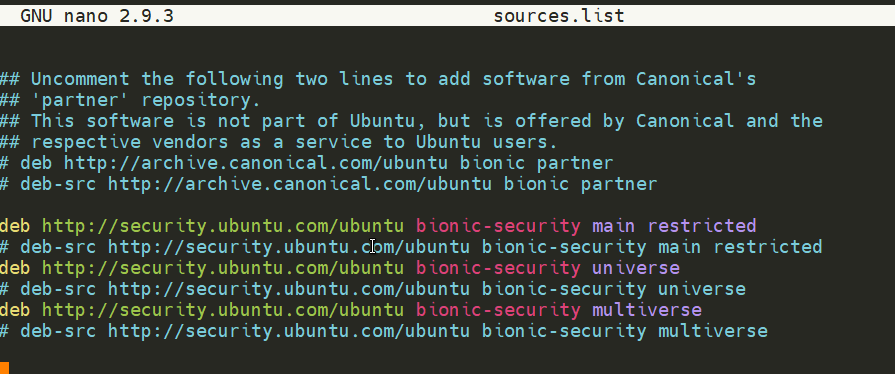 GNU nano 2.9.3 sources.list
## Uncomment the following two lines to add software from Canonical's
## 'partner' repository.
## This software is not part of Ubuntu, but is offered by Canonical and the
## respective vendors as a service to Ubuntu users.
# deb http://archive.canonical.com/ubuntu bionic partner
# deb-src http://archive.canonical.com/ubuntu bionic partner
deb http://security.ubuntu.com/ubuntu bionic-security main restricted
# deb-src http://security.ubuntu.com/ubuntu bionic-security main restricted
deb http://security.ubuntu.com/ubuntu bionic-security universe
# deb-src http://security.ubuntu.com/ubuntu bionic-security universe
deb http://security.ubuntu.com/ubuntu bionic-security multiverse
# deb-src http://security.ubuntu.com/ubuntu bionic-security multiverse